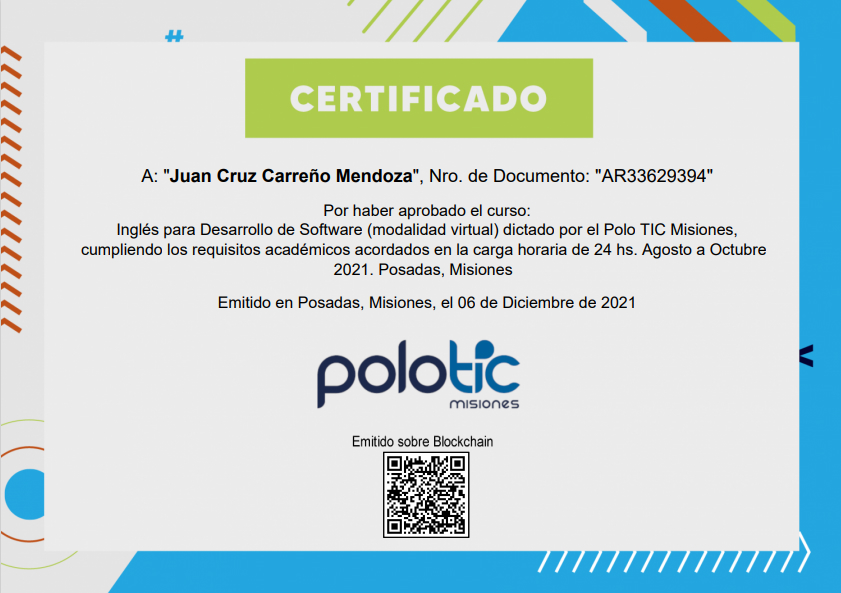 #
CERTIFICADO
A: "Juan Cruz Carreño Mendoza", Nro. de Documento: "AR33629394"
Por haber aprobado el curso:
Inglés para Desarrollo de Software (modalidad virtual) dictado por el Polo TIC Misiones,
cumpliendo los requisitos académicos acordados en la carga horaria de 24 hs. Agosto a Octubre
2021. Posadas, Misiones
Emitido en Posadas, Misiones, el 06 de Diciembre de 2021
polotic
misiones
Emitido sobre Blockchain